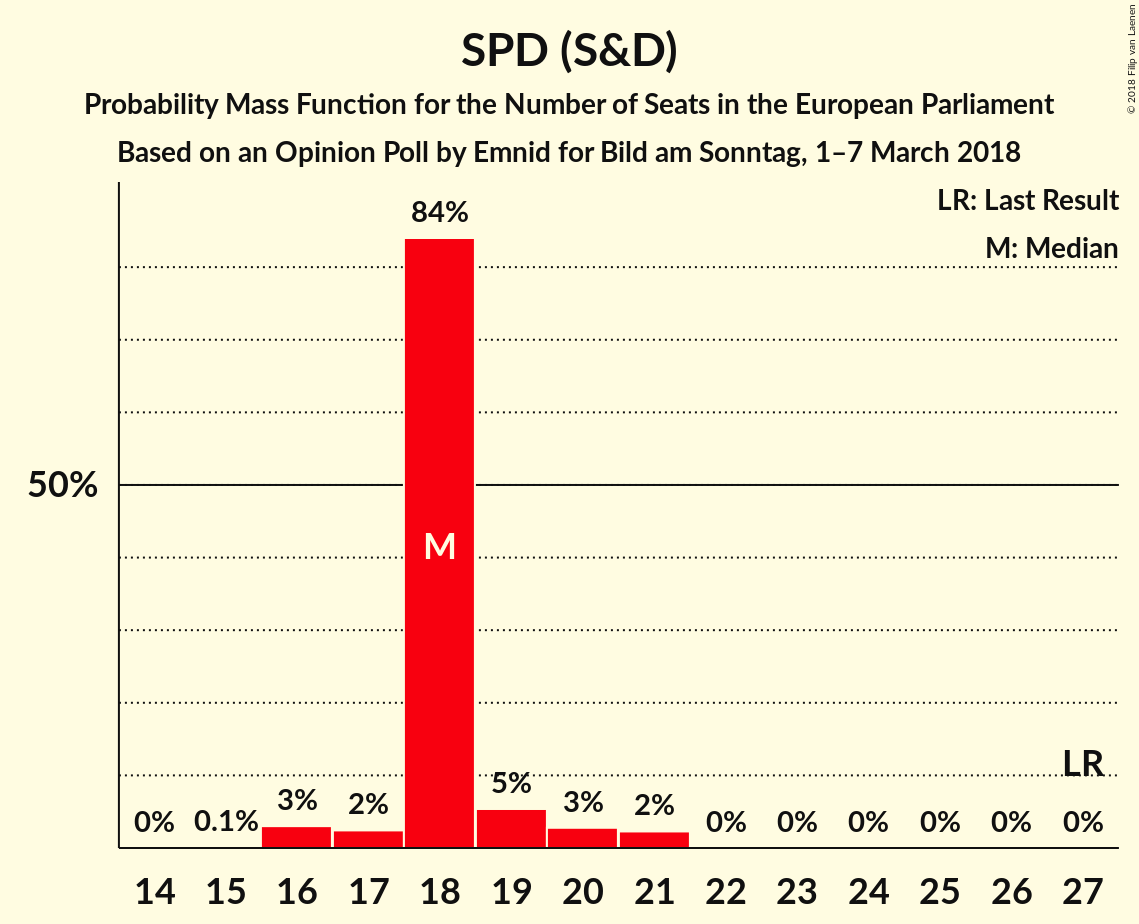 SPD (S&D)
Probability Mass Function for the Number of Seats in the European Parliament
Based on an Opinion Poll by Emnid for Bild am Sonntag, 1–7 March 2018
© 2018 Filip van Laenen
LR: Last Result
M: Median
84%
50%
M
LR
0% 0.1% 3% 2% 5% 3% 2% 0% 0% 0% 0% 0% 0%
14 15 16 17 18 19 20 21 22 23 24 25 26 27